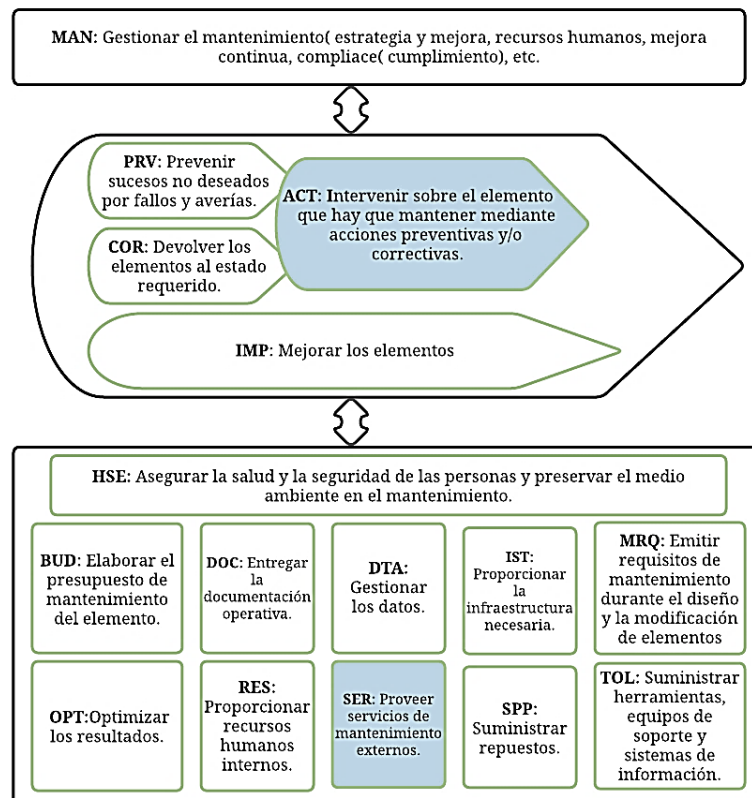 MAN: Gestionar el mantenimiento( estrategia y mejora, recursos humanos, mejora
continua, compliace( cumplimiento), etc.
PRV: Prevenir
sucesos no deseados
por fallos y averías.
ACT: Intervenir sobre el elemento
que hay que mantener mediante
acciones preventivas y/o
correctivas.
COR: Devolver los
elementos al estado
requerido.
IMP: Mejorar los elementos
HSE: Asegurar la salud y la seguridad de las personas y preservar el medio
ambiente en el mantenimiento.
BUD: Elaborar el
presupuesto de
mantenimiento
del elemento.
DOC: Entregar
la
documentación
operativa.
DTA:
Gestionar
los datos.
IST:
Proporcionar
la
infraestructura
necesaria.
MRQ: Emitir
requisitos de
mantenimiento
durante el diseño
y la modificación
de elementos
OPT:Optimizar
los resultados.
RES:
Proporcionar
recursos
humanos
internos.
SER: Proveer
servicios de
mantenimiento
externos.
SPP:
Suministrar
repuestos.
TOL: Suministrar
herramientas,
equipos de
soporte y
sistemas de
información.